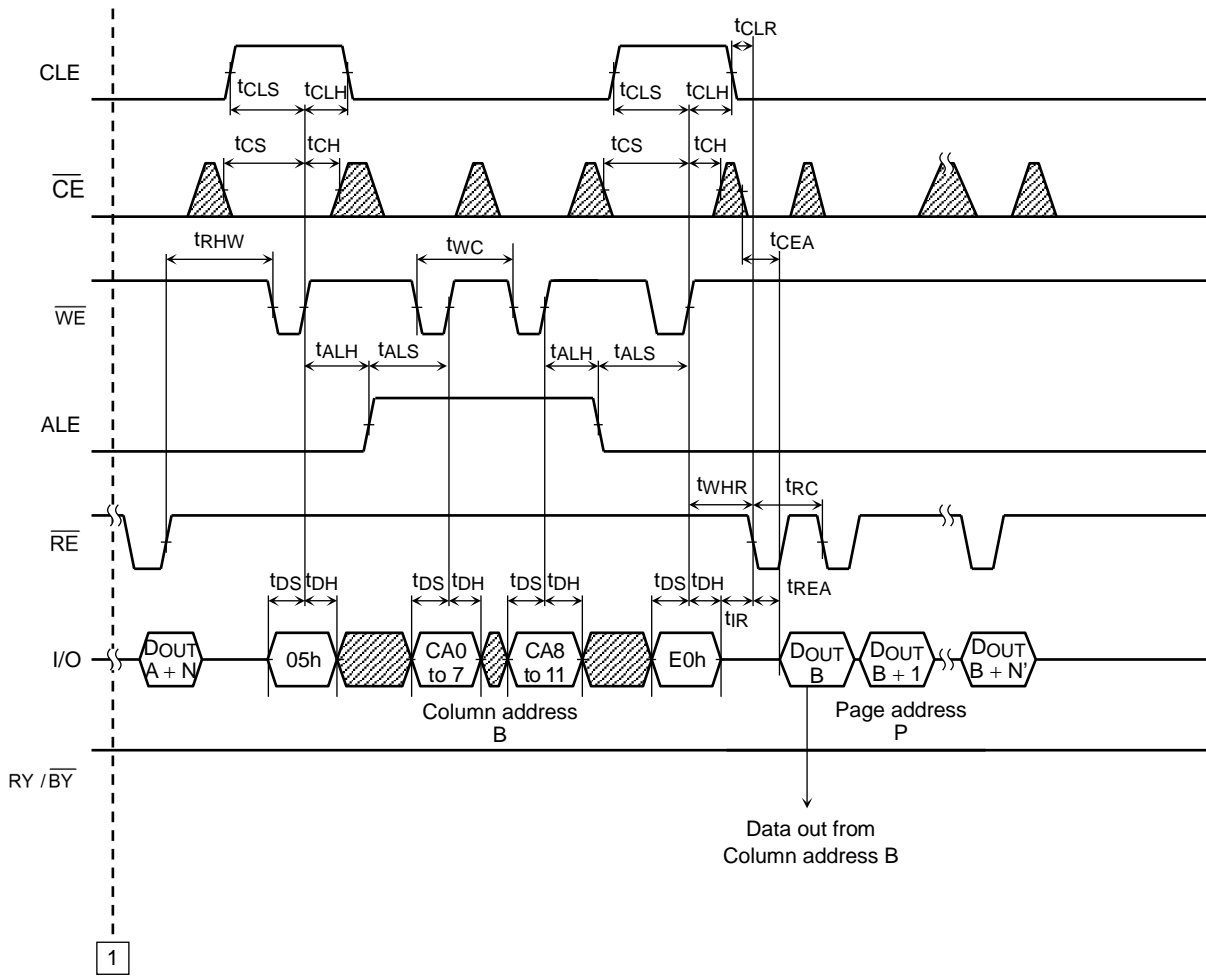 tCLR
CLE
tCLS tCLH tCLS tCLH
tCS tCH tCS tCH
CE
tRHW tWC tCEA
WE
tALH tALS tALH tALS
ALE
tWHR tRC
RE
tDS tDH tDS tDH tDS tDH tDS tDH tREA
tIR
I/O
DOUT
A + N
05h
CA0
to 7
CA8
to 11
E0h
DOUT
B
DOUT
B + 1
DOUT
B + N’
Column address
B
Page address
P
RY / BY
Data out from
Column address B
1